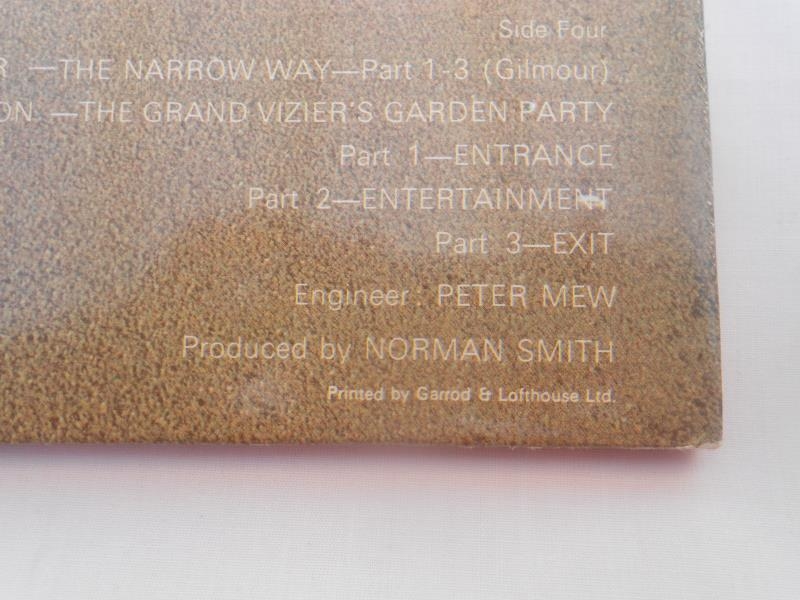 Side Four
R —THE NARROW WAY—Part 1-3 (Gilmour)
ON. —THE GRAND VIZIER'S GARDEN PARTY
Part 1—ENTRANCE
Part 2—ENTERTAINMENT
Part 3—EXIT
Engineer: PETER MEW
Produced by NORMAN SMITH
Printed by Garrod & Lofthouse Ltd.